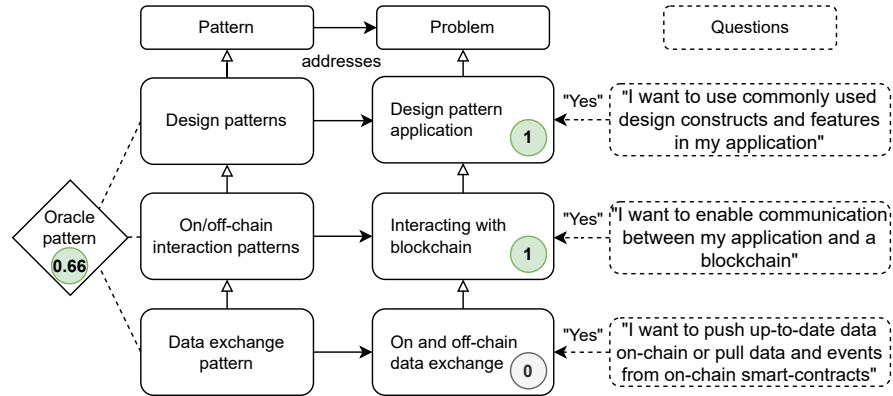 Pattern
Problem
Questions
addresses
Design patterns
Design pattern
application
1
"Yes"
"I want to use commonly used
design constructs and features
in my application"
Oracle
pattern
0.66
On/off-chain
interaction patterns
Interacting with
blockchain
1
"Yes"
"I want to enable communication
between my application and a
blockchain"
Data exchange
pattern
On and off-chain
data exchange
0
"Yes"
"I want to push up-to-date data
on-chain or pull data and events
from on-chain smart-contracts"